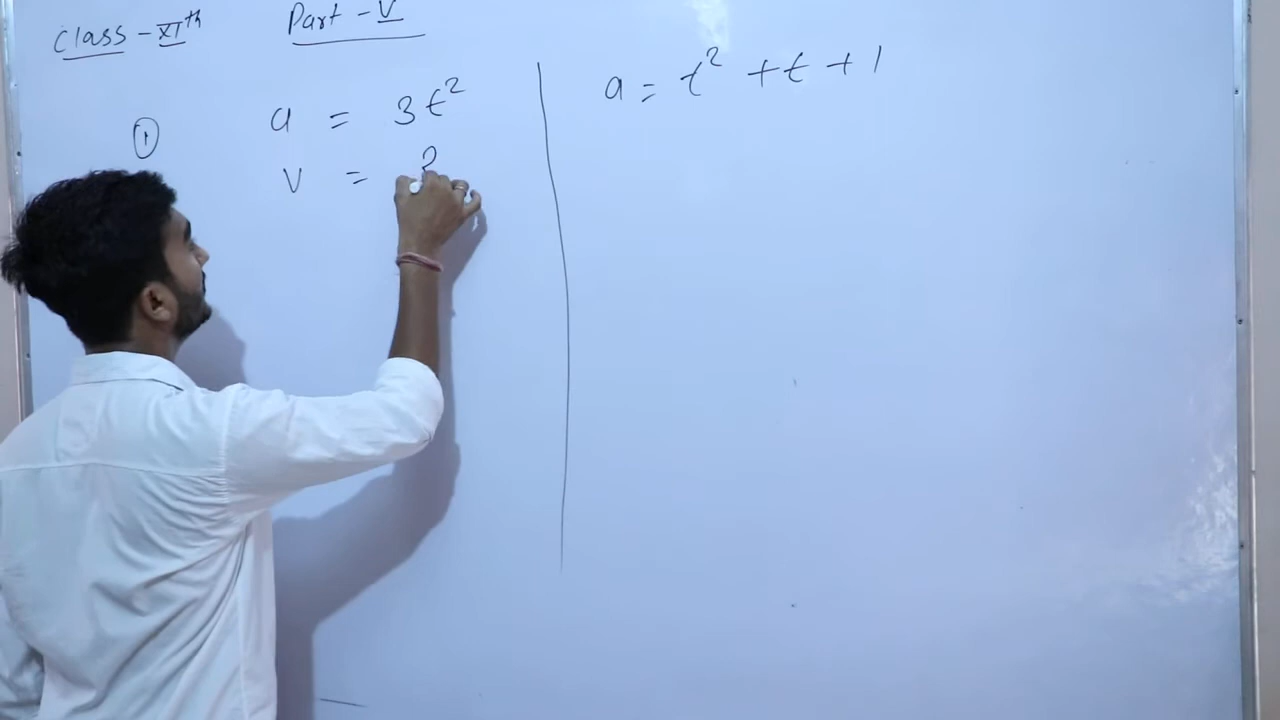 Class - XIth Part - V
① a = 3t²
v = ?
a = t² + t + 1